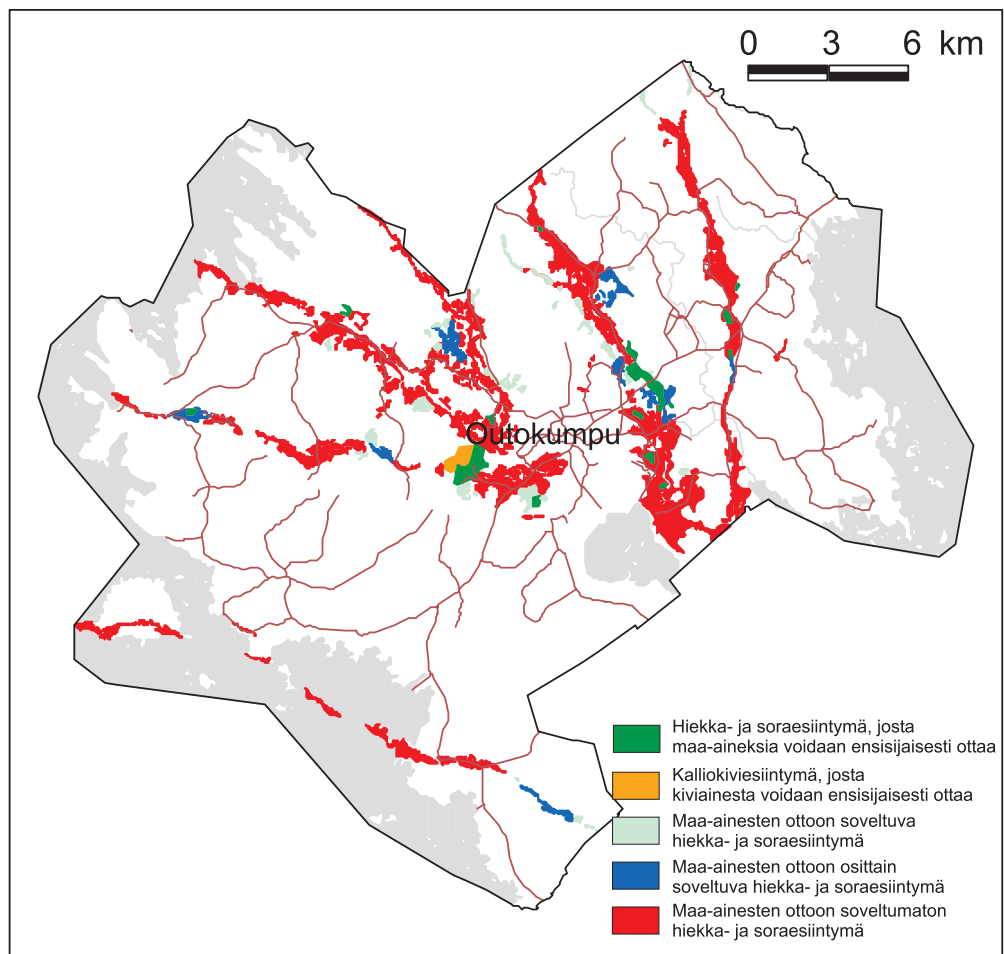 0 3 6 km
Outokumpu
Hiekka- ja soraesiintymä, josta
maa-aineksia voidaan ensisijaisesti ottaa
Kalliokiviesiintymä, josta
kiviainesta voidaan ensisijaisesti ottaa
Maa-ainesten ottoon soveltuva
hiekka- ja soraesiintymä
Maa-ainesten ottoon osittain
soveltuva hiekka- ja soraesiintymä
Maa-ainesten ottoon soveltumaton
hiekka- ja soraesiintymä